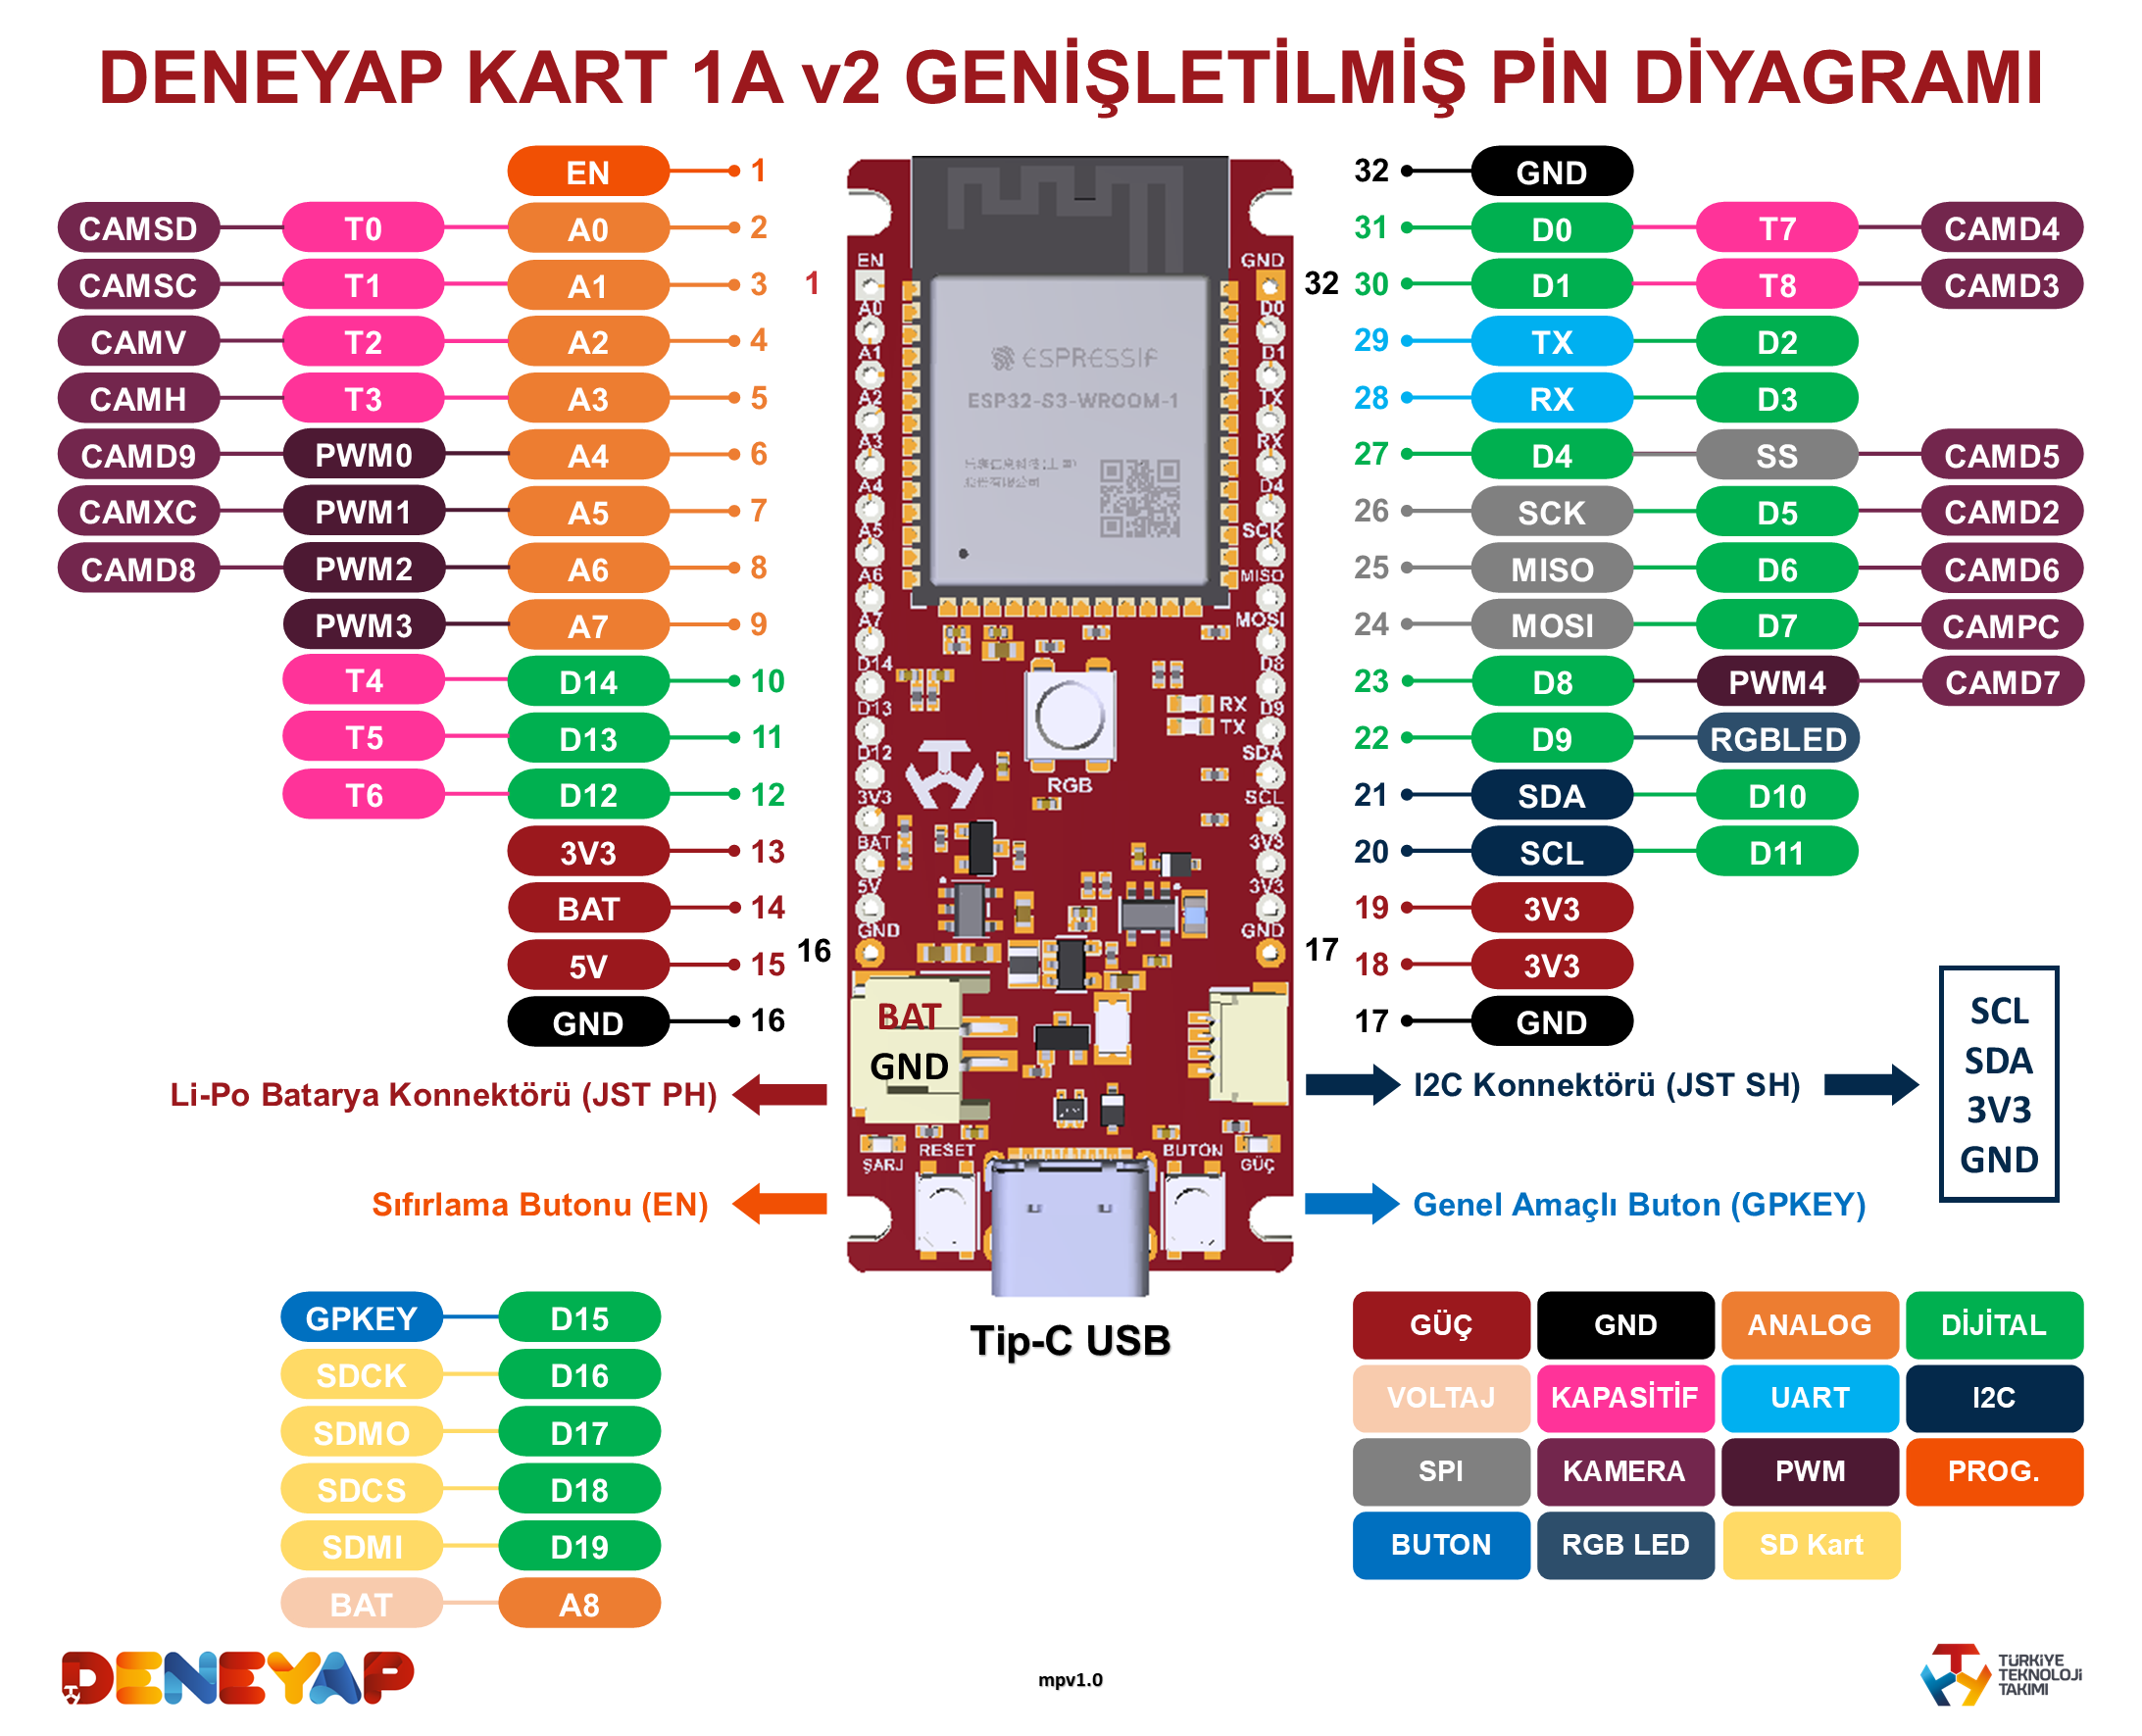 DENEYAP KART 1A v2 GENİŞLETİLMİŞ PİN DİYAGRAMI
EN 1
CAMSD T0 A0 2
CAMSC T1 A1 3
CAMV T2 A2 4
CAMH T3 A3 5
CAMD9 PWM0 A4 6
CAMXC PWM1 A5 7
CAMD8 PWM2 A6 8
PWM3 A7 9
T4 D14 10
T5 D13 11
T6 D12 12
3V3 13
BAT 14
5V 15
GND 16
1
16
EN
A0
A1
A2
A3
A4
A5
A6
A7
D14
D13
D12
3V3
BAT
5V
GND
ESPRESSIF
ESP32-S3-WROOM-1
RX
TX
RGB
GND
D0
D1
TX
RX
D4
SCK
MISO
MOSI
D8
D9
SDA
SCL
3V3
3V3
GND
32
17
32 GND
31 D0 T7 CAMD4
30 D1 T8 CAMD3
29 TX D2
28 RX D3
27 D4 SS CAMD5
26 SCK D5 CAMD2
25 MISO D6 CAMD6
24 MOSI D7 CAMPC
23 D8 PWM4 CAMD7
22 D9 RGBLED
21 SDA D10
20 SCL D11
19 3V3
18 3V3
17 GND
BAT
GND
Li-Po Batarya Konnektörü (JST PH)
I2C Konnektörü (JST SH)
SCL
SDA
3V3
GND
ŞARJ RESET BUTON GÜÇ
Sıfırlama Butonu (EN)
Genel Amaçlı Buton (GPKEY)
Tip-C USB
GPKEY D15
SDCK D16
SDMO D17
SDCS D18
SDMI D19
BAT A8
GÜÇ GND ANALOG DİJİTAL
VOLTAJ KAPASİTİF UART I2C
SPI KAMERA PWM PROG.
BUTON RGB LED SD Kart
DENEYAP
mpv1.0
TÜRKİYE
TEKNOLOJİ
TAKIMI